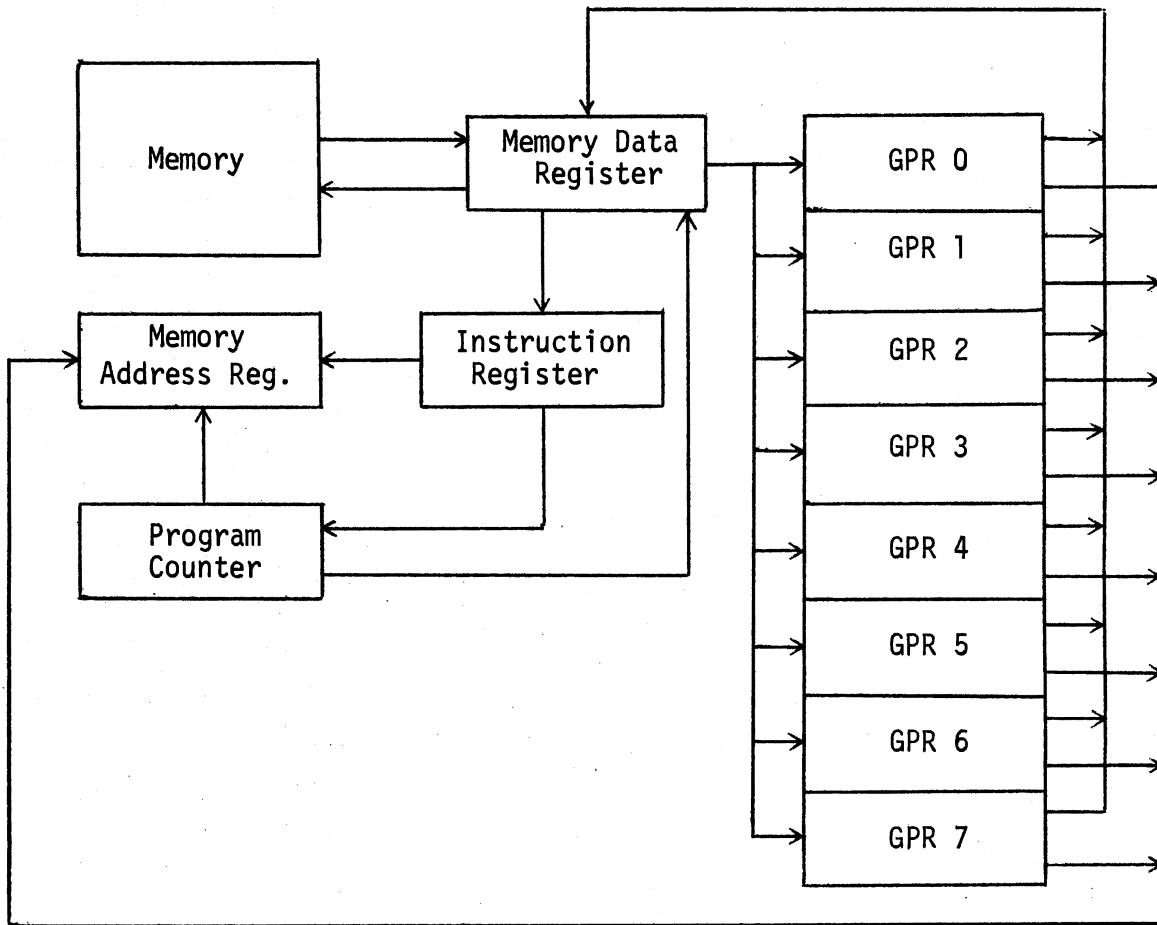 Memory
Memory Data
Register
GPR 0
GPR 1
GPR 2
GPR 3
GPR 4
GPR 5
GPR 6
GPR 7
Memory
Address Reg.
Instruction
Register
Program
Counter